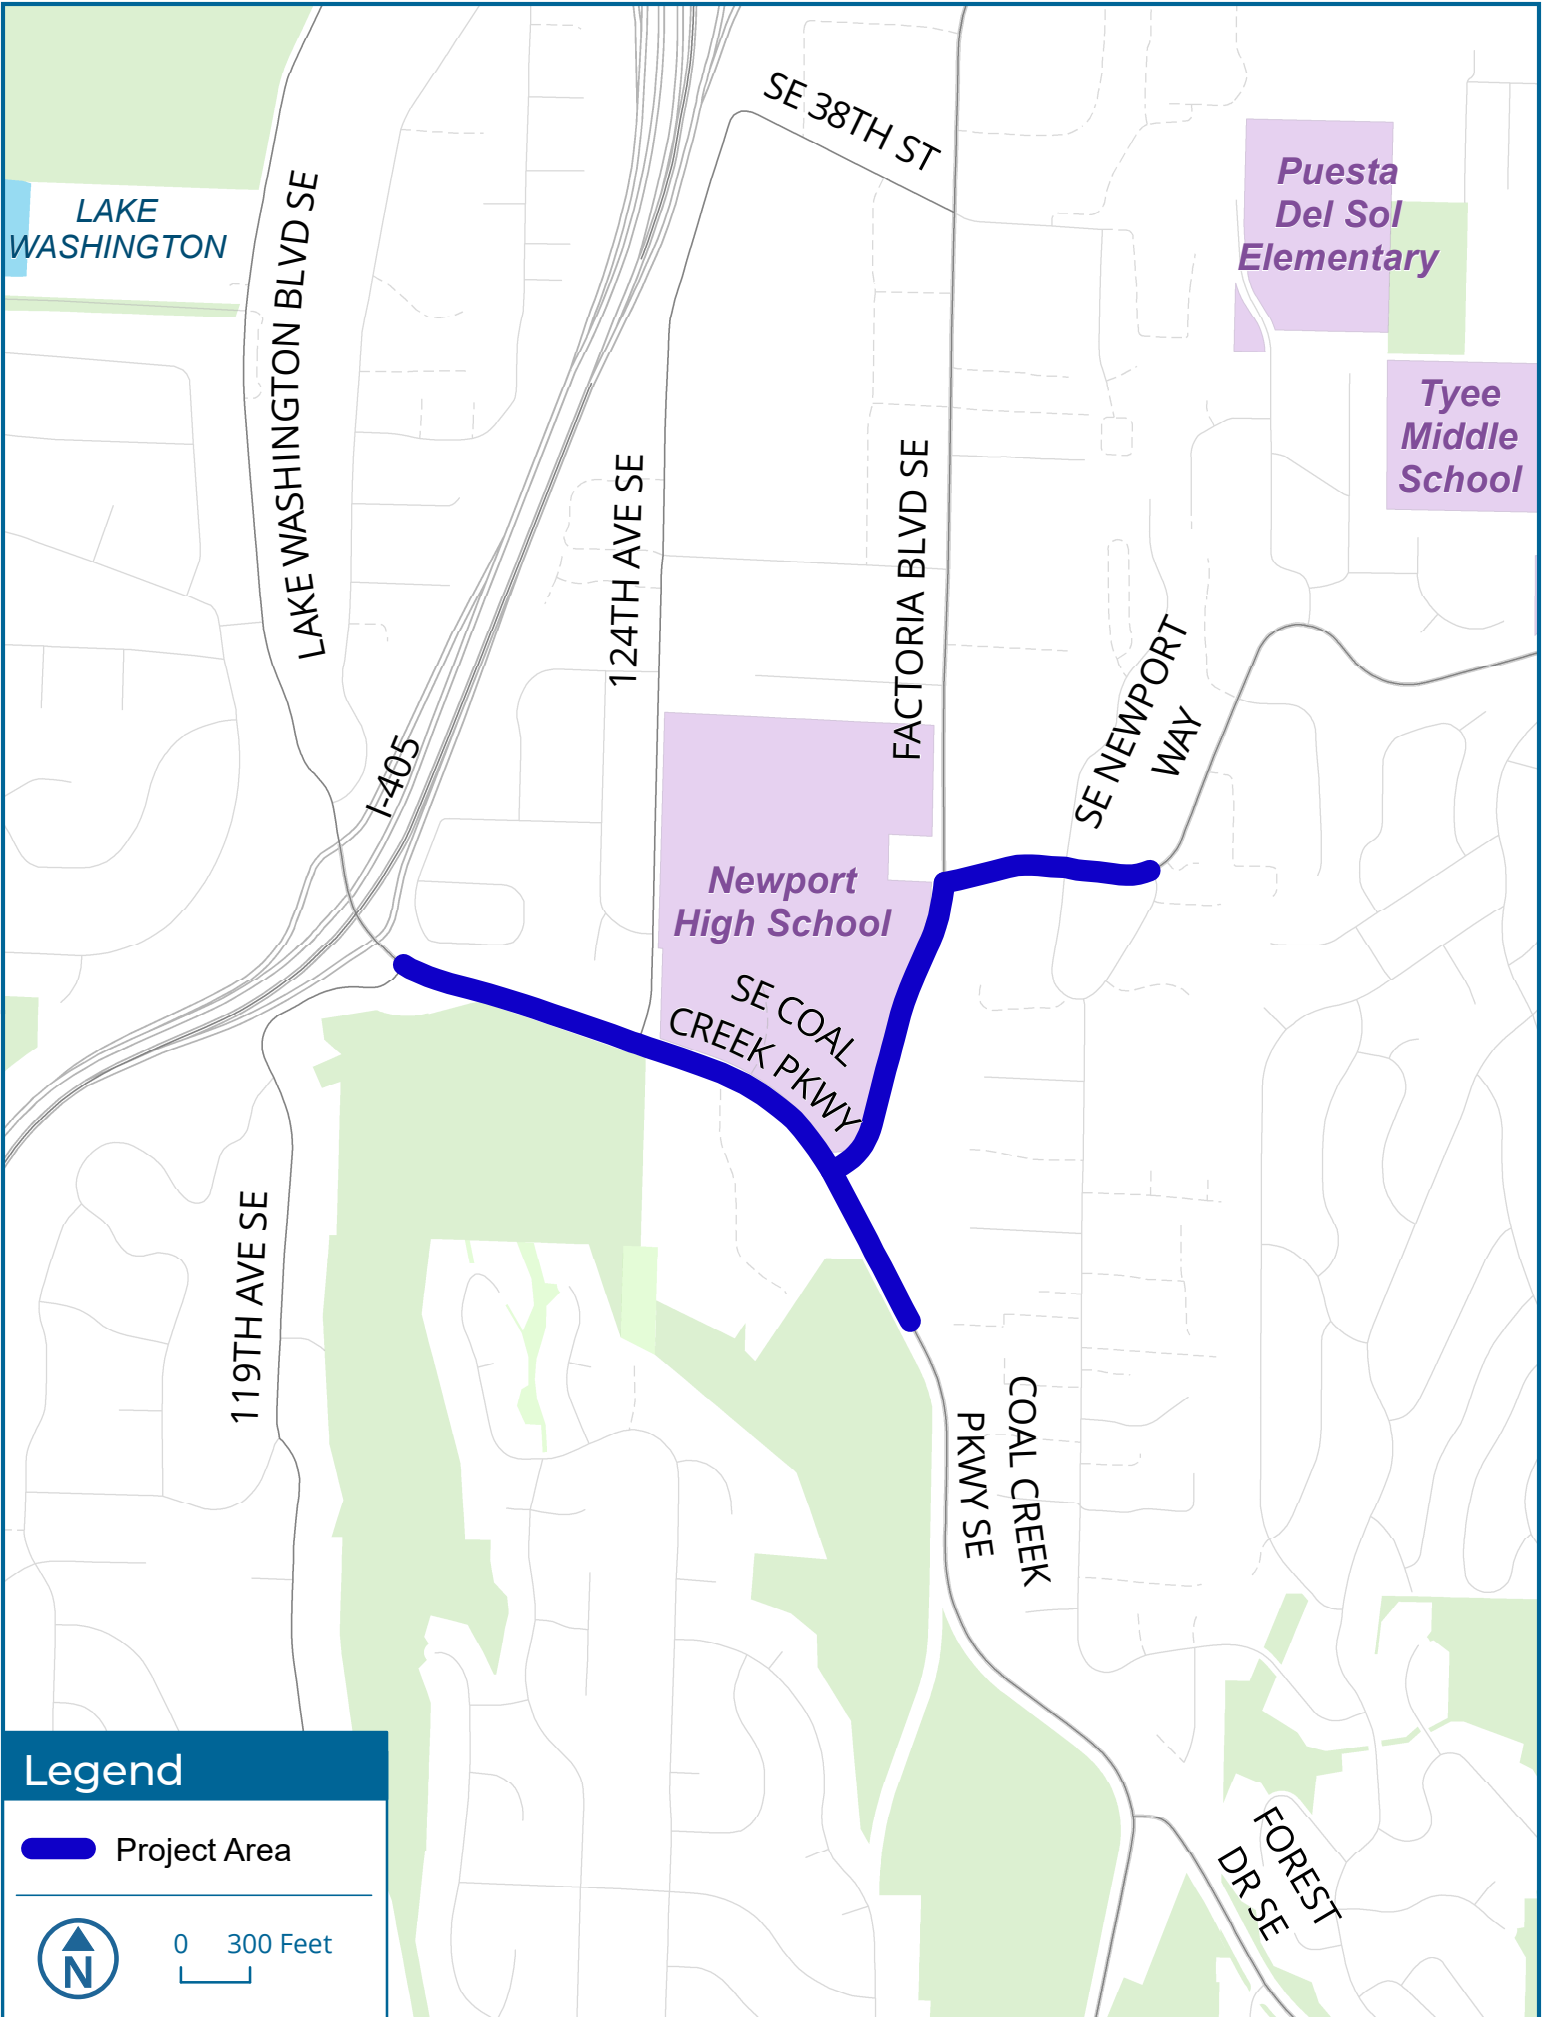 SE 38TH ST
Puesta
Del Sol
Elementary
LAKE
WASHINGTON
LAKE WASHINGTON BLVD SE
Tyee
Middle
School
124TH AVE SE
FACTORIA BLVD SE
SE NEWPORT
WAY
I-405
Newport
High School
SE COAL
CREEK PKWY
119TH AVE SE
COAL CREEK
PKWY SE
FOREST
DR SE
Legend
Project Area
N
0 300 Feet